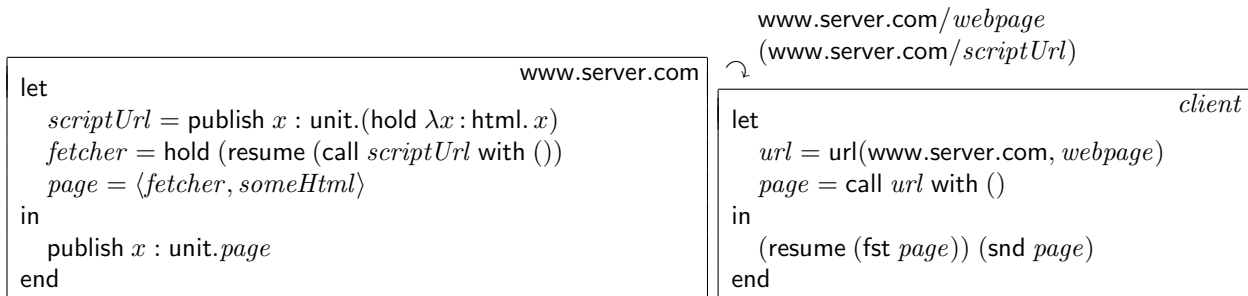 www.server.com/webpage
(www.server.com/scriptUrl)
www.server.com
let
scriptUrl = publish x : unit.(hold λx : html. x)
fetcher = hold (resume (call scriptUrl with ())
page = ⟨fetcher, someHtml⟩
in
publish x : unit.page
end
client
let
url = url(www.server.com, webpage)
page = call url with ()
in
(resume (fst page)) (snd page)
end